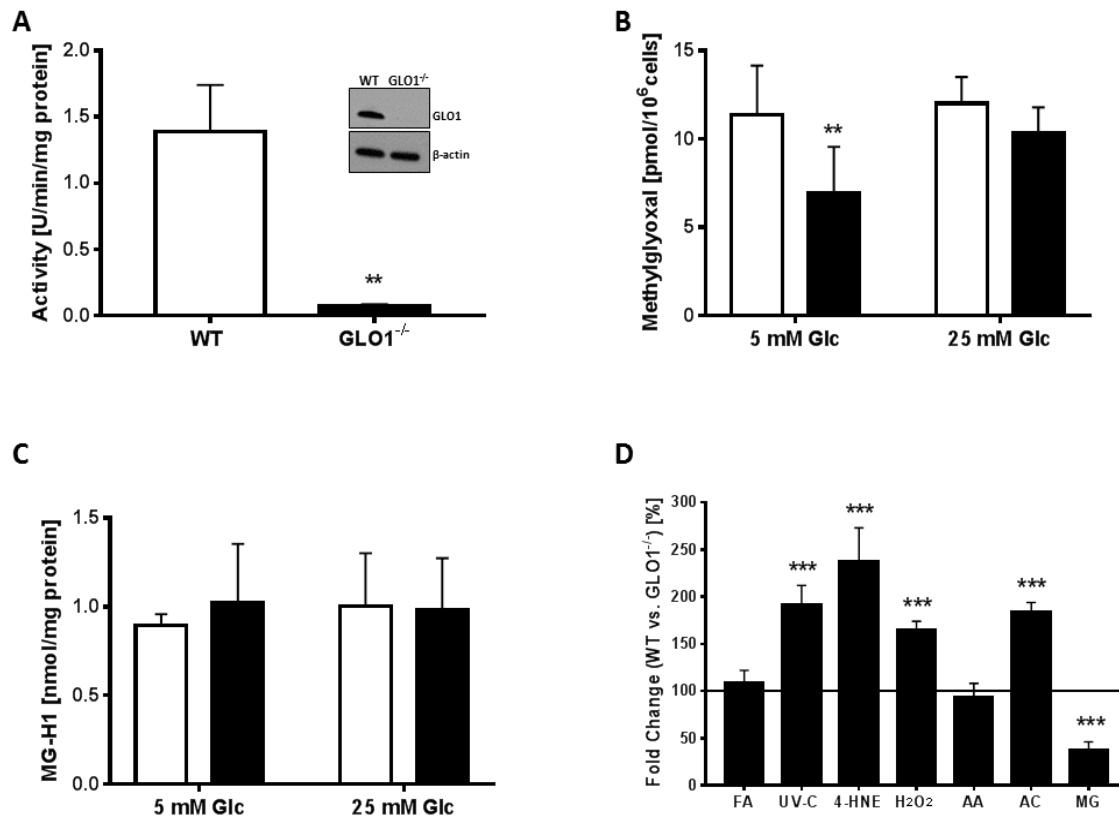 A
Activity [U/min/mg protein]
2.0
1.5
1.0
0.5
0.0
WT GLO1-/-
GLO1
β-actin
**
WT GLO1-/-
B
Methylglyoxal [pmol/10⁶ cells]
15
10
5
0
**
5 mM Glc 25 mM Glc
C
MG-H1 [nmol/mg protein]
1.5
1.0
0.5
0.0
5 mM Glc 25 mM Glc
D
Fold Change (WT vs. GLO1-/-) [%]
300
250
200
150
100
50
0
*** *** *** *** ***
FA UV-C 4-HNE H2O2 AA AC MG